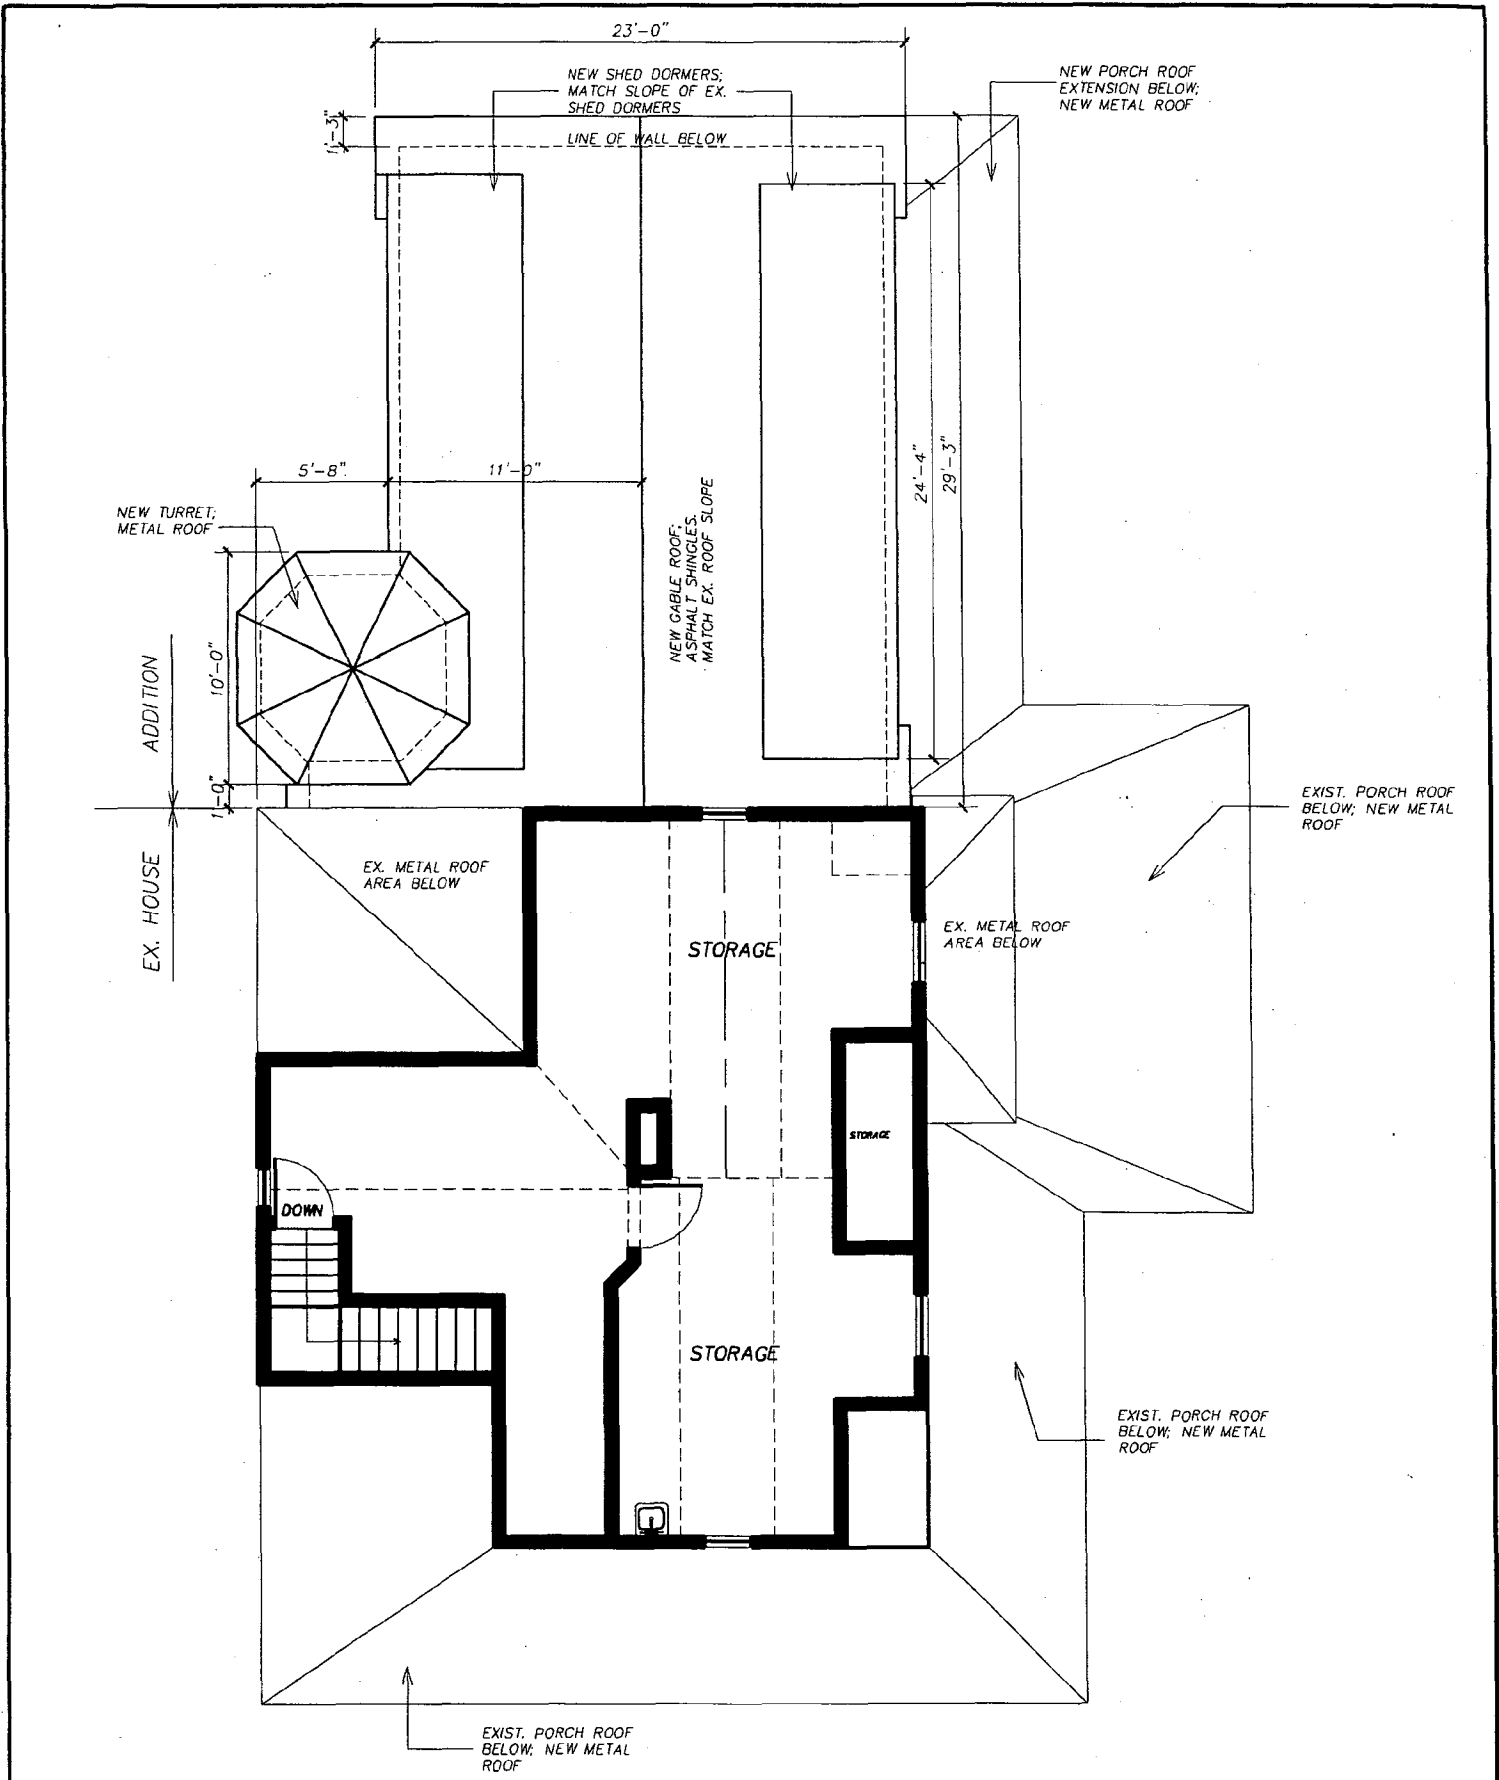 23'-0"
NEW SHED DORMERS;
MATCH SLOPE OF EX.
SHED DORMERS
NEW PORCH ROOF
EXTENSION BELOW;
NEW METAL ROOF
1'-3"
LINE OF WALL BELOW
5'-8"
11'-0"
24'-4"
29'-3"
NEW TURRET;
METAL ROOF
NEW GABLE ROOF;
ASPHALT SHINGLES.
MATCH EX. ROOF SLOPE
10'-0"
ADDITION
1'-0"
EX. HOUSE
EX. METAL ROOF
AREA BELOW
EXIST. PORCH ROOF
BELOW; NEW METAL
ROOF
STORAGE
EX. METAL ROOF
AREA BELOW
STORAGE
DOWN
STORAGE
EXIST. PORCH ROOF
BELOW; NEW METAL
ROOF
EXIST. PORCH ROOF
BELOW; NEW METAL
ROOF